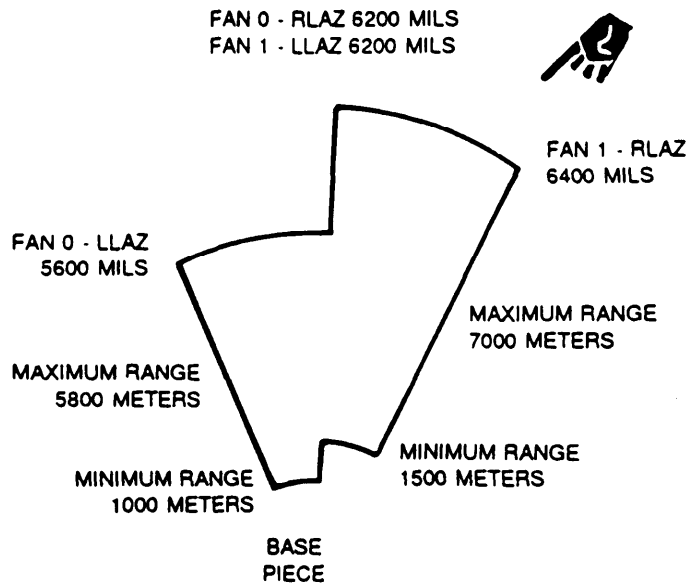 FAN 0 - RLAZ 6200 MILS
FAN 1 - LLAZ 6200 MILS
FAN 1 - RLAZ
6400 MILS
FAN 0 - LLAZ
5600 MILS
MAXIMUM RANGE
7000 METERS
MAXIMUM RANGE
5800 METERS
MINIMUM RANGE
1500 METERS
MINIMUM RANGE
1000 METERS
BASE
PIECE